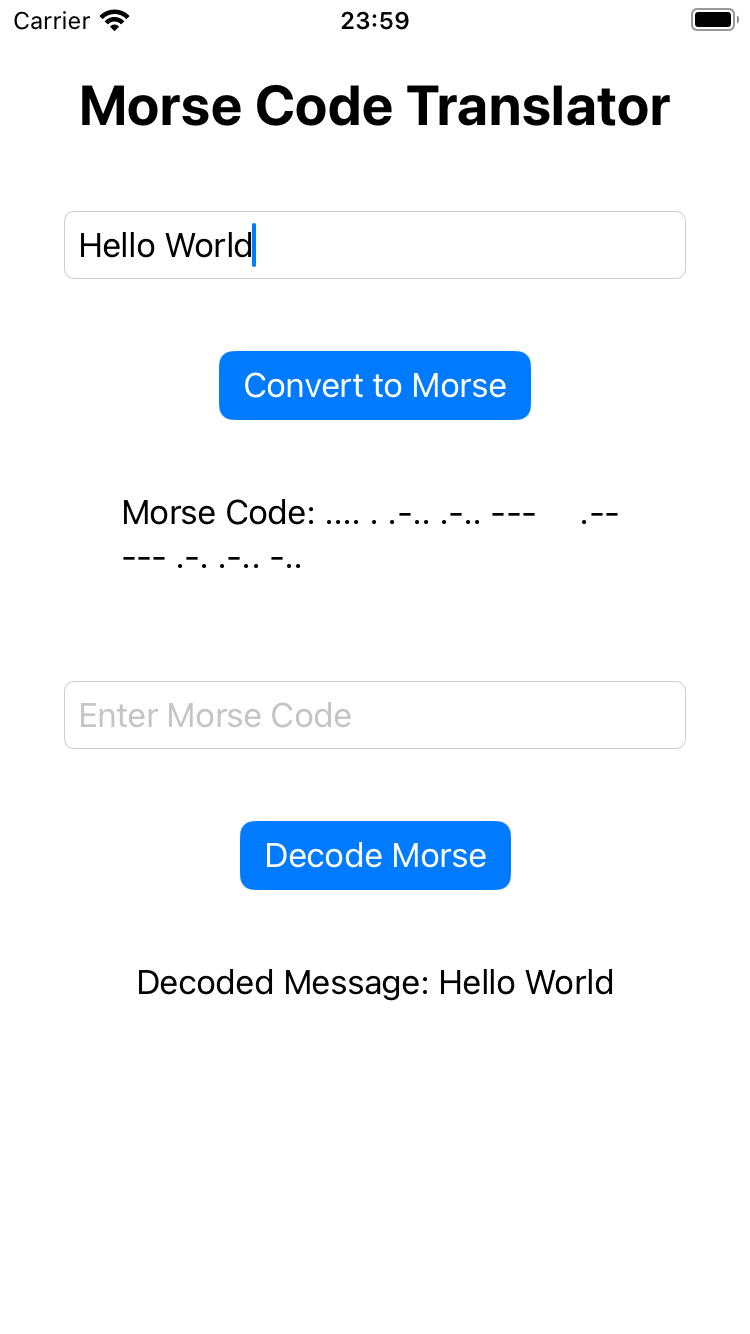 Carrier 23:59
Morse Code Translator
Hello World
Convert to Morse
Morse Code: .... . .-.. .-.. ---     .--
--- .-. .-.. -..
Enter Morse Code
Decode Morse
Decoded Message: Hello World